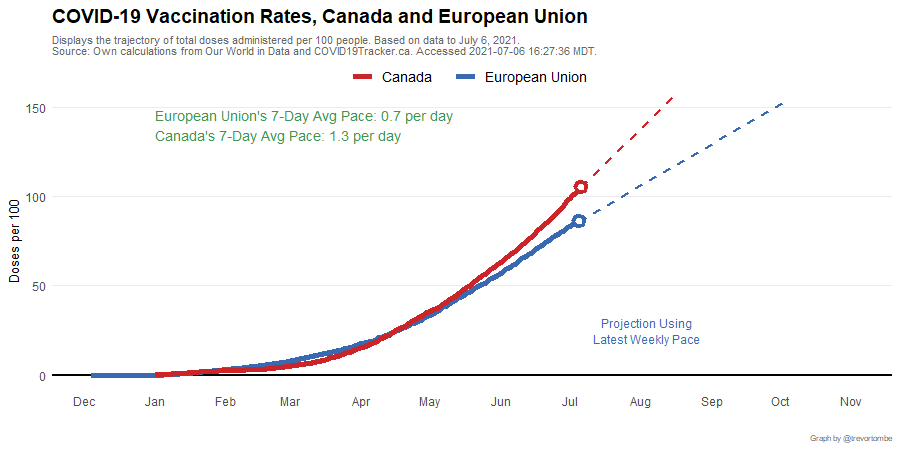 COVID-19 Vaccination Rates, Canada and European Union
Displays the trajectory of total doses administered per 100 people. Based on data to July 6, 2021.
Source: Own calculations from Our World in Data and COVID19Tracker.ca. Accessed 2021-07-06 16:27:36 MDT.
Canada European Union
European Union's 7-Day Avg Pace: 0.7 per day
Canada's 7-Day Avg Pace: 1.3 per day
Doses per 100
150
100
50
0
Projection Using
Latest Weekly Pace
Dec Jan Feb Mar Apr May Jun Jul Aug Sep Oct Nov
Graph by @trevortombe